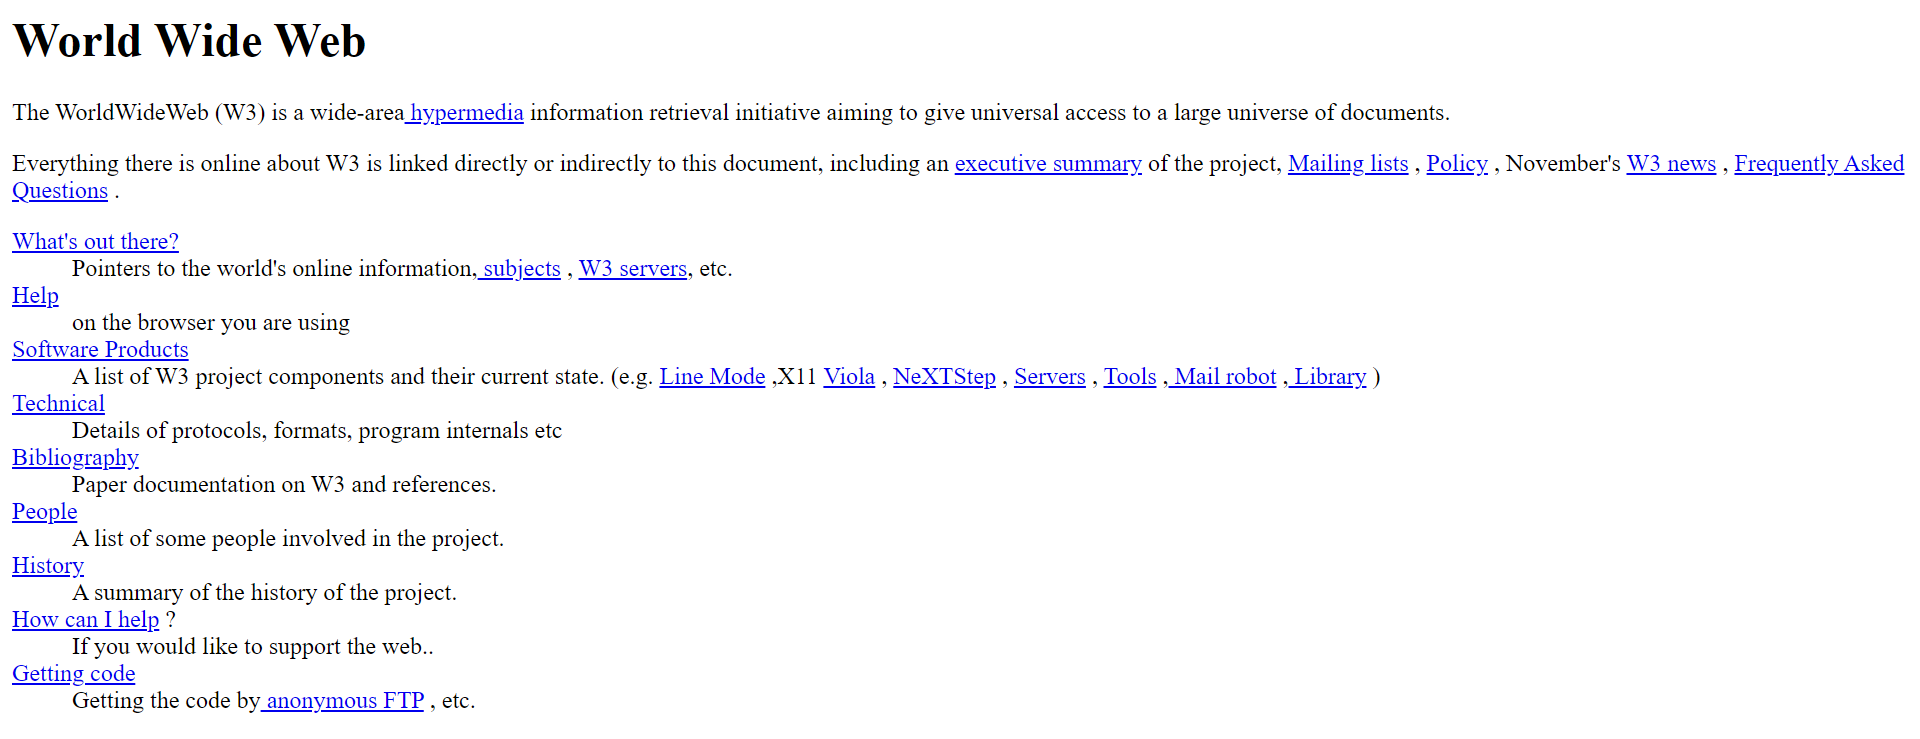 World Wide Web
The WorldWideWeb (W3) is a wide-area hypermedia information retrieval initiative aiming to give universal access to a large universe of documents.
Everything there is online about W3 is linked directly or indirectly to this document, including an executive summary of the project, Mailing lists , Policy , November's W3 news , Frequently Asked
Questions .
What's out there?
Pointers to the world's online information, subjects , W3 servers, etc.
Help
on the browser you are using
Software Products
A list of W3 project components and their current state. (e.g. Line Mode ,X11 Viola , NeXTStep , Servers , Tools , Mail robot , Library )
Technical
Details of protocols, formats, program internals etc
Bibliography
Paper documentation on W3 and references.
People
A list of some people involved in the project.
History
A summary of the history of the project.
How can I help ?
If you would like to support the web..
Getting code
Getting the code by anonymous FTP , etc.